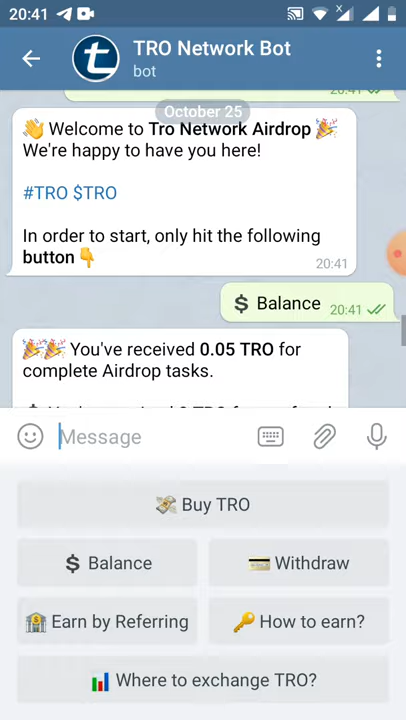 20:41
TRO Network Bot
bot
20:41
October 25
👋 Welcome to Tro Network Airdrop 🎉
We're happy to have you here!
#TRO $TRO
In order to start, only hit the following
button 👇
20:41
💲 Balance 20:41
🎉🎉 You've received 0.05 TRO for
complete Airdrop tasks.
Message
💸 Buy TRO
💲 Balance
💳 Withdraw
🏦 Earn by Referring
🔑 How to earn?
📊 Where to exchange TRO?